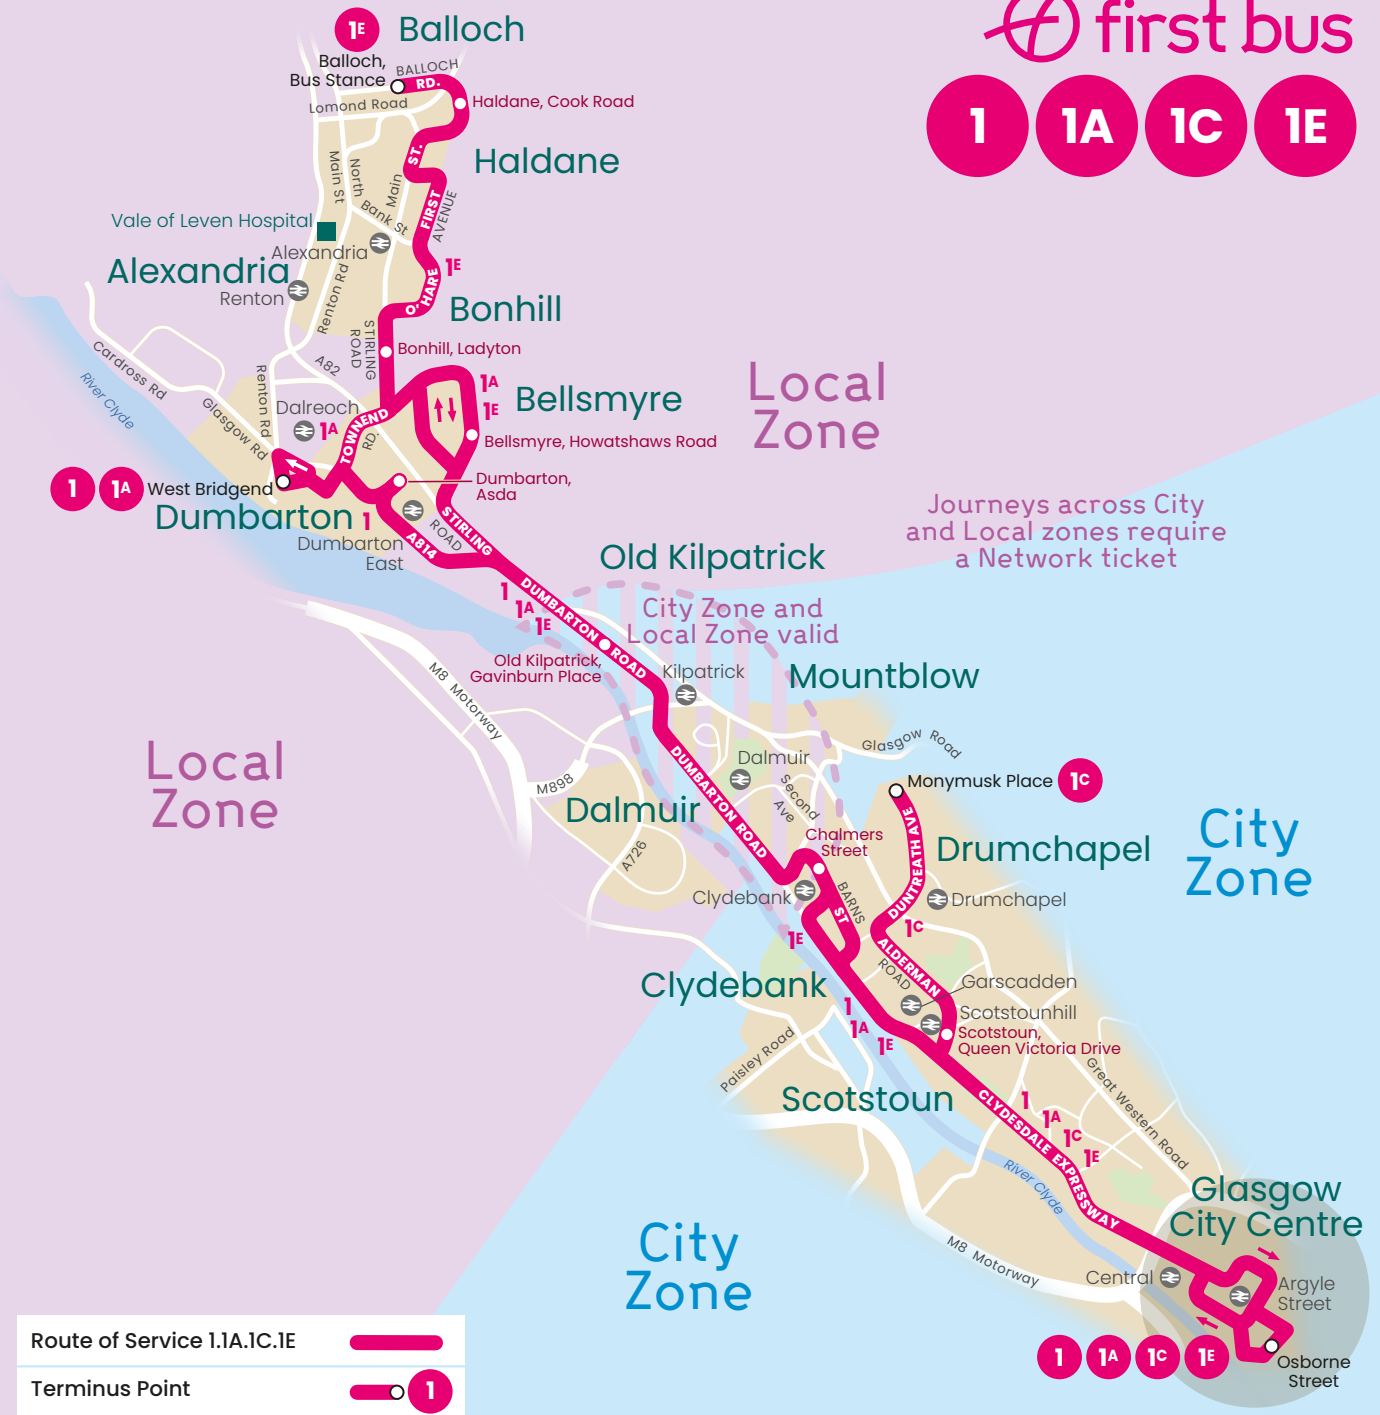 first bus
1
1A
1C
1E
1E
Balloch
Balloch,
Bus Stance
BALLOCH
RD.
Lomond Road
Haldane, Cook Road
Haldane
Main St
North
Main
ST.
Bank St
FIRST
AVENUE
Vale of Leven Hospital
Alexandria
Alexandria
Renton
Renton Rd
1E
O'HARE
Bonhill
STIRLING
ROAD
Bonhill, Ladyton
A82
Cardross Rd
River Clyde
Glasgow Rd
Renton Rd
Dalreoch
1A
TOWNEND
RD.
1A
1E
Bellsmyre
Bellsmyre, Howatshaws Road
Local
Zone
1
1A
West Bridgend
Dumbarton
1
Dumbarton,
Asda
Dumbarton
East
A814
STIRLING
ROAD
Journeys across City
and Local zones require
a Network ticket
Old Kilpatrick
City Zone and
Local Zone valid
1
1A
1E
DUMBARTON
ROAD
Old Kilpatrick,
Gavinburn Place
Kilpatrick
Mountblow
M8 Motorway
Local
Zone
M898
Dalmuir
Dalmuir
A726
DUMBARTON ROAD
Second
Ave
Glasgow Road
Monymusk Place
1C
Chalmers
Street
Drumchapel
DUNTREATH AVE
City
Zone
Clydebank
BARNS
ST
Drumchapel
1C
1E
ALDERMAN
ROAD
Clydebank
Garscadden
Scotstounhill
Scotstoun,
Queen Victoria Drive
1
1A
1E
Paisley Road
Scotstoun
CLYDESDALE EXPRESSWAY
1
1A
1C
1E
Great Western Road
River Clyde
Glasgow
City Centre
City
Zone
M8 Motorway
Central
Argyle
Street
1
1A
1C
1E
Osborne
Street
Route of Service 1.1A.1C.1E
Terminus Point
1